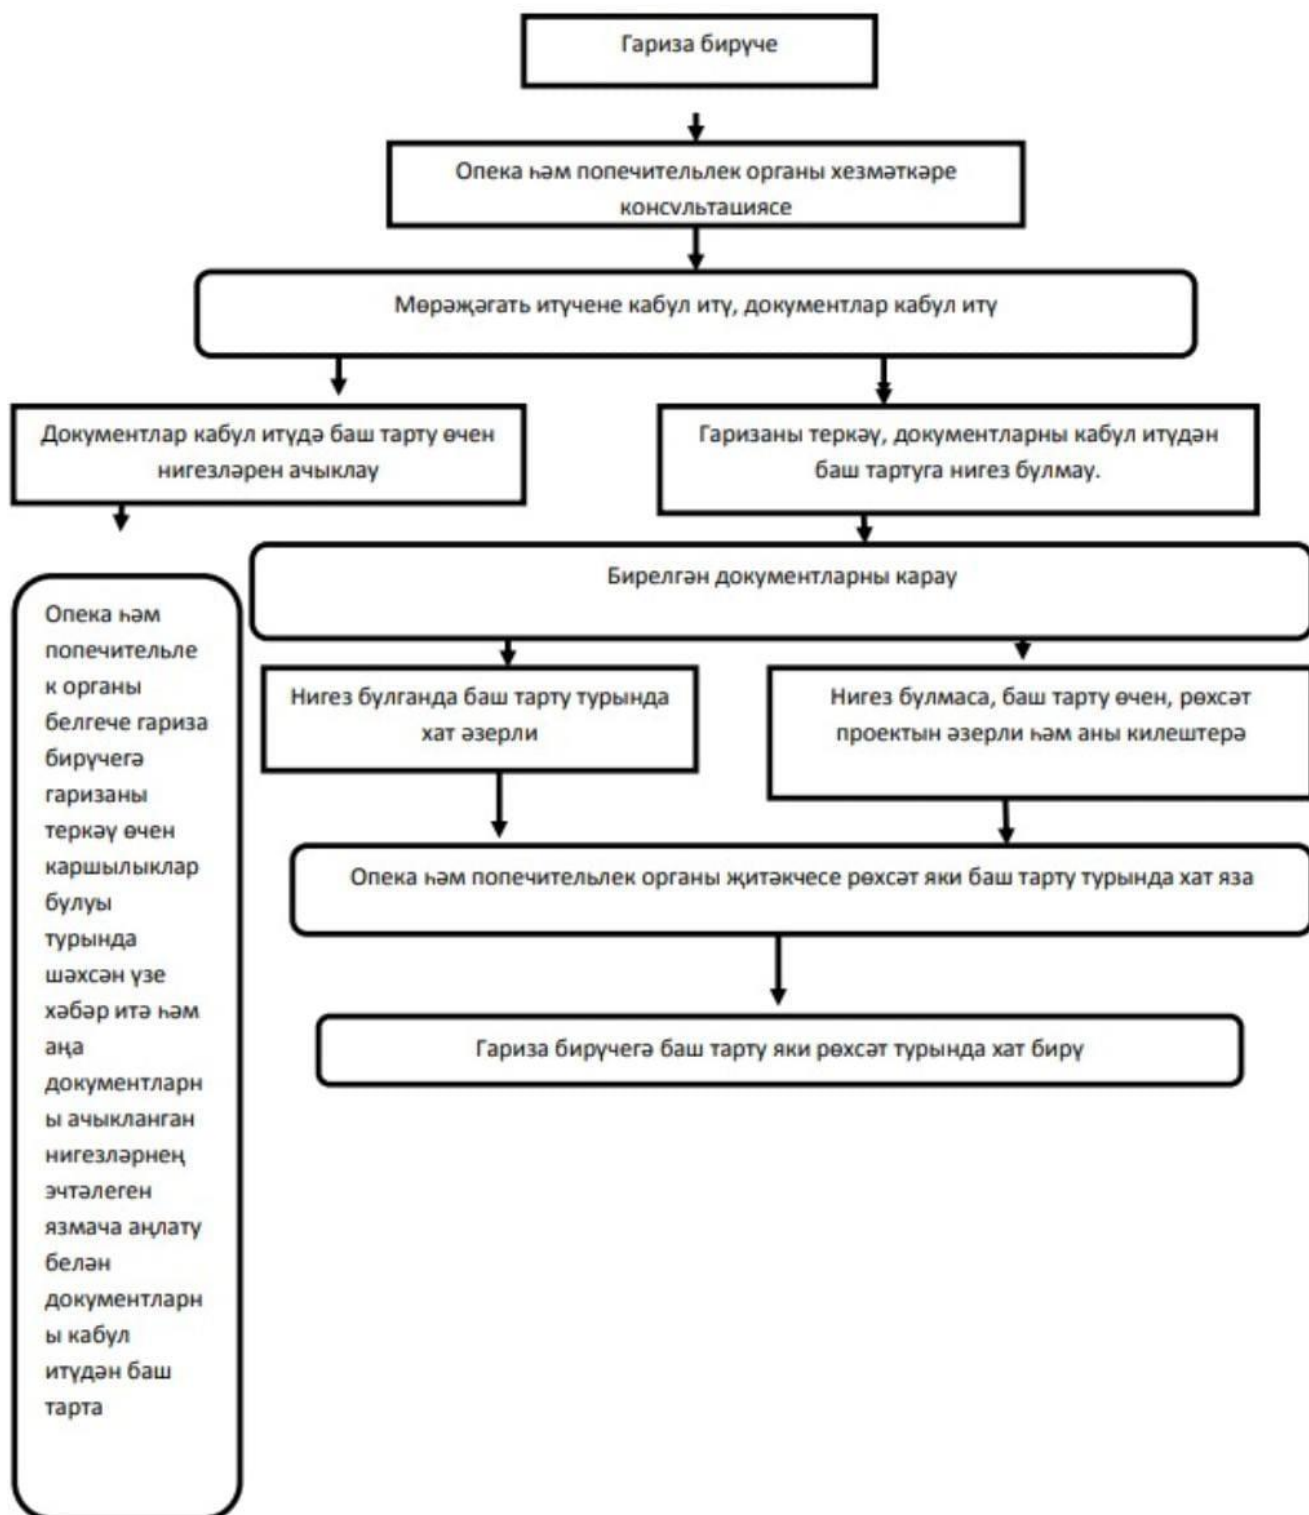 Гариза бирүче
Опека һәм попечительлек органы хезмәткәре
консультациясе
Мөрәҗәгать итүчене кабул итү, документлар кабул итү
Документлар кабул итүдә баш тарту өчен
нигезләрен ачыклау
Гаризаны теркәү, документларны кабул итүдән
баш тартуга нигез булмау.
Бирелгән документларны карау
Опека һәм
попечительле
к органы
белгече гариза
бирүчегә
гаризаны
теркәү өчен
каршылыклар
булуы
турында
шәхсән үзе
хәбәр итә һәм
аңа
документларн
ы ачыкланган
нигезләрнең
эчтәлеген
язмача аңлату
белән
документларн
ы кабул
итүдән баш
тарта
Нигез булганда баш тарту турында
хат әзерли
Нигез булмаса, баш тарту өчен, рөхсәт
проектын әзерли һәм аны килештерә
Опека һәм попечительлек органы җитәкчесе рөхсәт яки баш тарту турында хат яза
Гариза бирүчегә баш тарту яки рөхсәт турында хат бирү